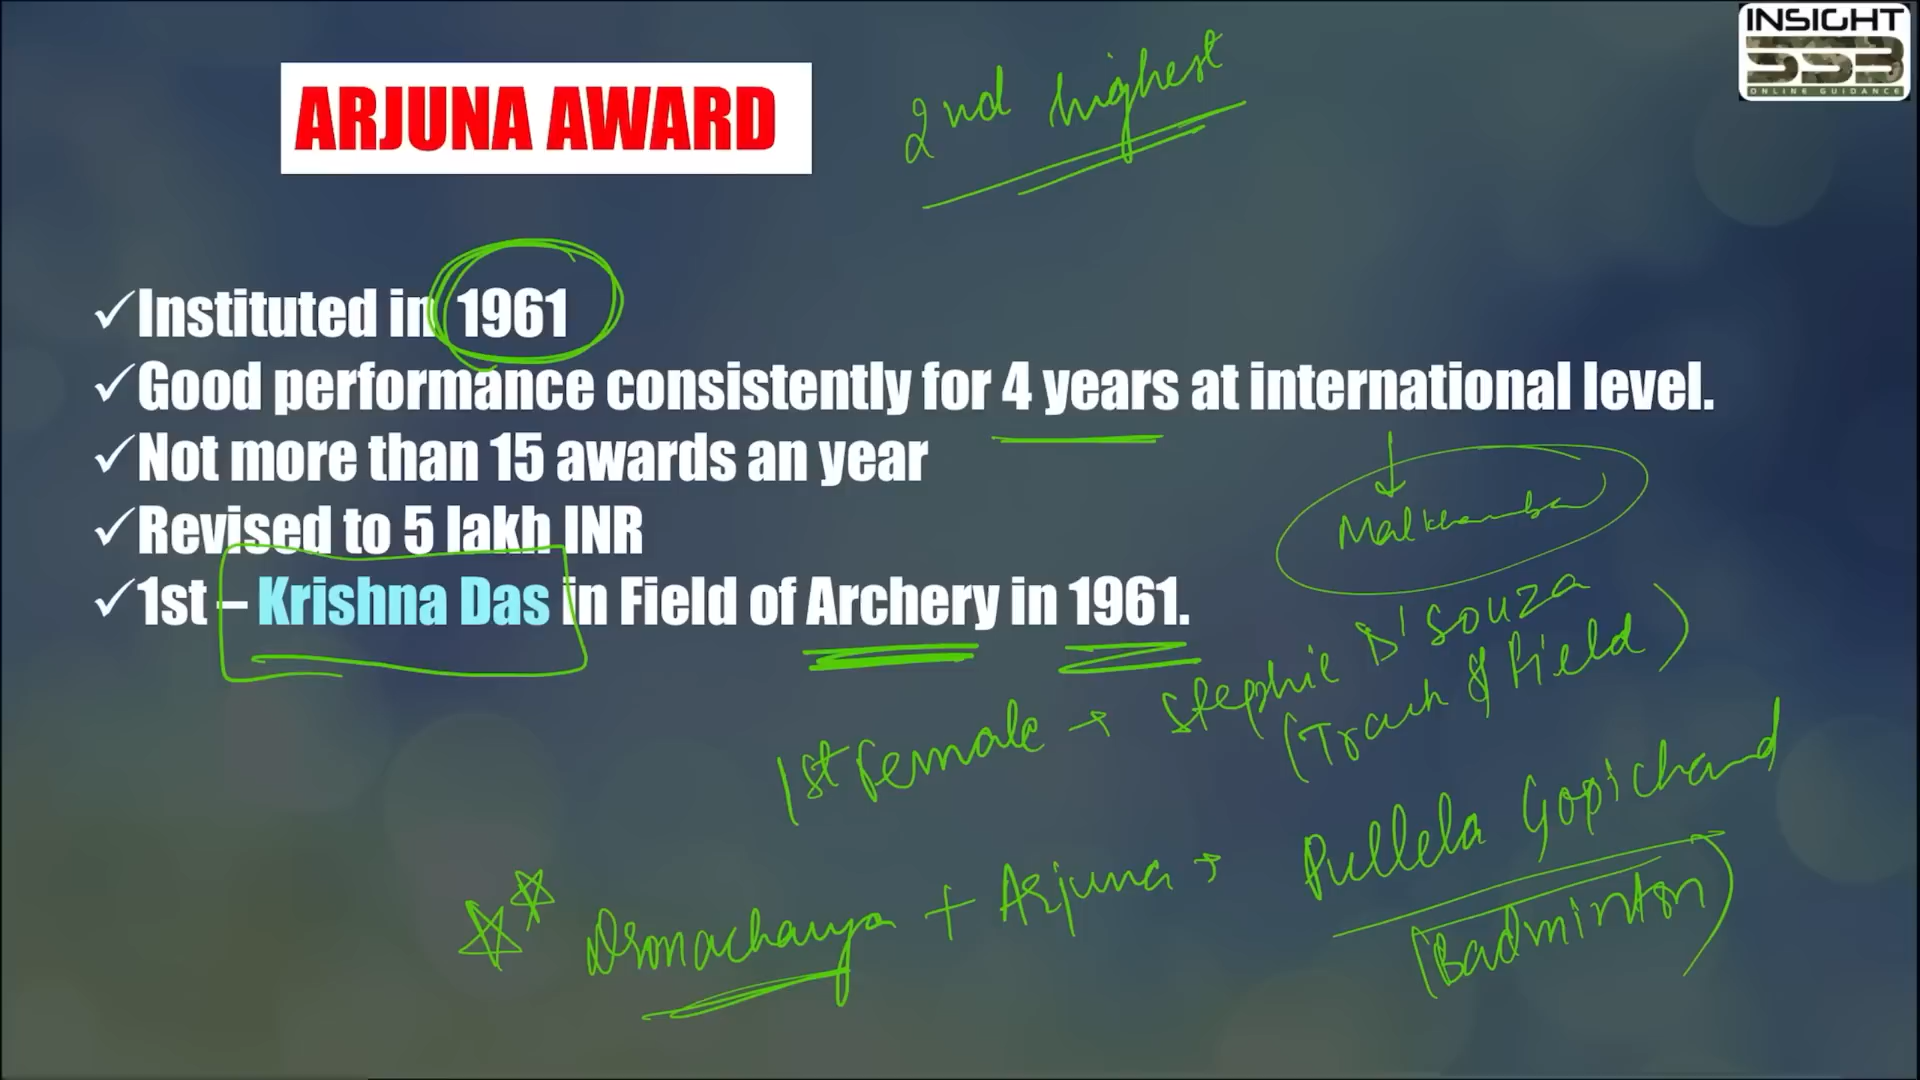 INSIGHT
SSB
ONLINE GUIDANCE
ARJUNA AWARD
2nd highest
✓Instituted in 1961
✓Good performance consistently for 4 years at international level.
✓Not more than 15 awards an year
✓Revised to 5 lakh INR
✓1st – Krishna Das in Field of Archery in 1961.
Malkhamba
1st female → Stephie D'Souza
(Track & Field)
Dronacharya + Arjuna → Pullela Gopichand
(Badminton)